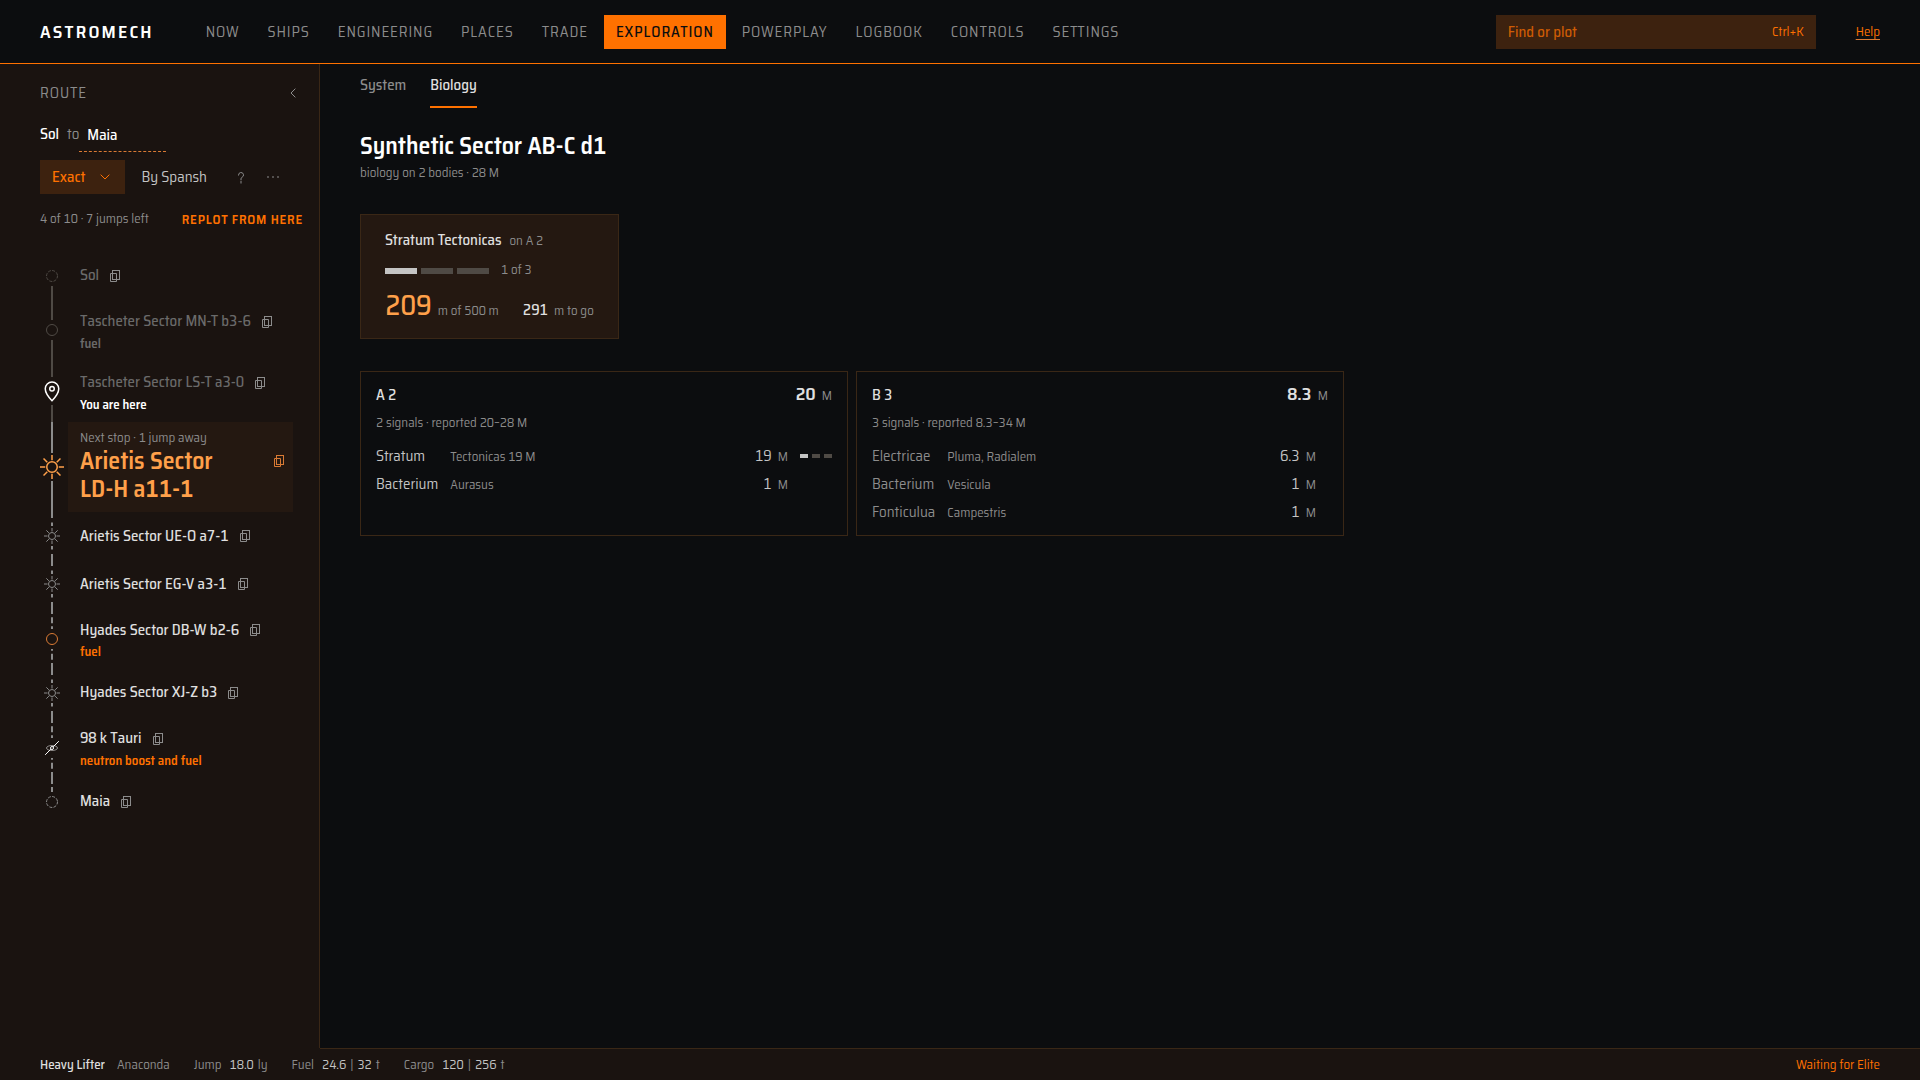 ASTROMECH NOW SHIPS ENGINEERING PLACES TRADE EXPLORATION POWERPLAY LOGBOOK CONTROLS SETTINGS Find or plot Ctrl+K Help
ROUTE
Sol to Maia
Exact By Spansh ? ...
4 of 10 · 7 jumps left REPLOT FROM HERE
Sol
Tascheter Sector MN-T b3-6
fuel
Tascheter Sector LS-T a3-0
You are here
Next stop · 1 jump away
Arietis Sector
LD-H a11-1
Arietis Sector UE-O a7-1
Arietis Sector EG-V a3-1
Hyades Sector DB-W b2-6
fuel
Hyades Sector XJ-Z b3
98 k Tauri
neutron boost and fuel
Maia
System Biology
Synthetic Sector AB-C d1
biology on 2 bodies · 28 M
Stratum Tectonicas on A 2
1 of 3
209 m of 500 m 291 m to go
A 2 20 M
2 signals · reported 20–28 M
Stratum Tectonicas 19 M 19 M
Bacterium Aurasus 1 M
B 3 8.3 M
3 signals · reported 8.3–34 M
Electricae Pluma, Radialem 6.3 M
Bacterium Vesicula 1 M
Fonticulua Campestris 1 M
Heavy Lifter Anaconda Jump 18.0 ly Fuel 24.6 | 32 t Cargo 120 | 256 t Waiting for Elite